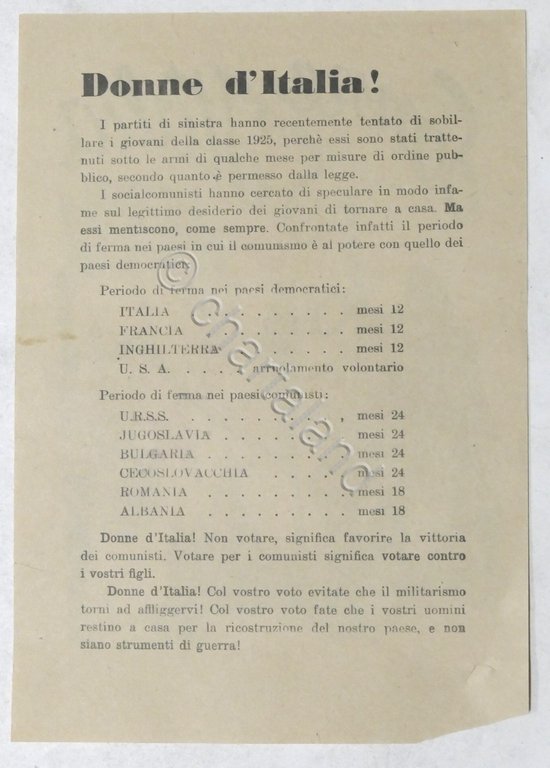 Donne d'Italia!
I partiti di sinistra hanno recentemente tentato di sobil-
lare i giovani della classe 1925, perchè essi sono stati tratte-
nuti sotto le armi di qualche mese per misure di ordine pub-
blico, secondo quanto è permesso dalla legge.
I socialcomunisti hanno cercato di speculare in modo infa-
me sul legittimo desiderio dei giovani di tornare a casa. Ma
essi mentiscono, come sempre. Confrontate infatti il periodo
di ferma nei paesi in cui il comunismo è al potere con quello dei
paesi democratici:
Periodo di ferma nei paesi democratici:
ITALIA . . . . . . . . mesi 12
FRANCIA . . . . . . . mesi 12
INGHILTERRA . . . . . . mesi 12
U. S. A. . . . . arruolamento volontario
Periodo di ferma nei paesi comunisti:
U.R.S.S. . . . . . . . , mesi 24
JUGOSLAVIA . . . . . . mesi 24
BULGARIA . . . . . . . mesi 24
CECOSLOVACCHIA . . . . mesi 24
ROMANIA . . . . . . . mesi 18
ALBANIA . . . . . . . mesi 18
Donne d'Italia! Non votare, significa favorire la vittoria
dei comunisti. Votare per i comunisti significa votare contro
i vostri figli.
Donne d'Italia! Col vostro voto evitate che il militarismo
torni ad affliggervi! Col vostro voto fate che i vostri uomini
restino a casa per la ricostruzione del nostro paese, e non
siano strumenti di guerra!
© chartaland